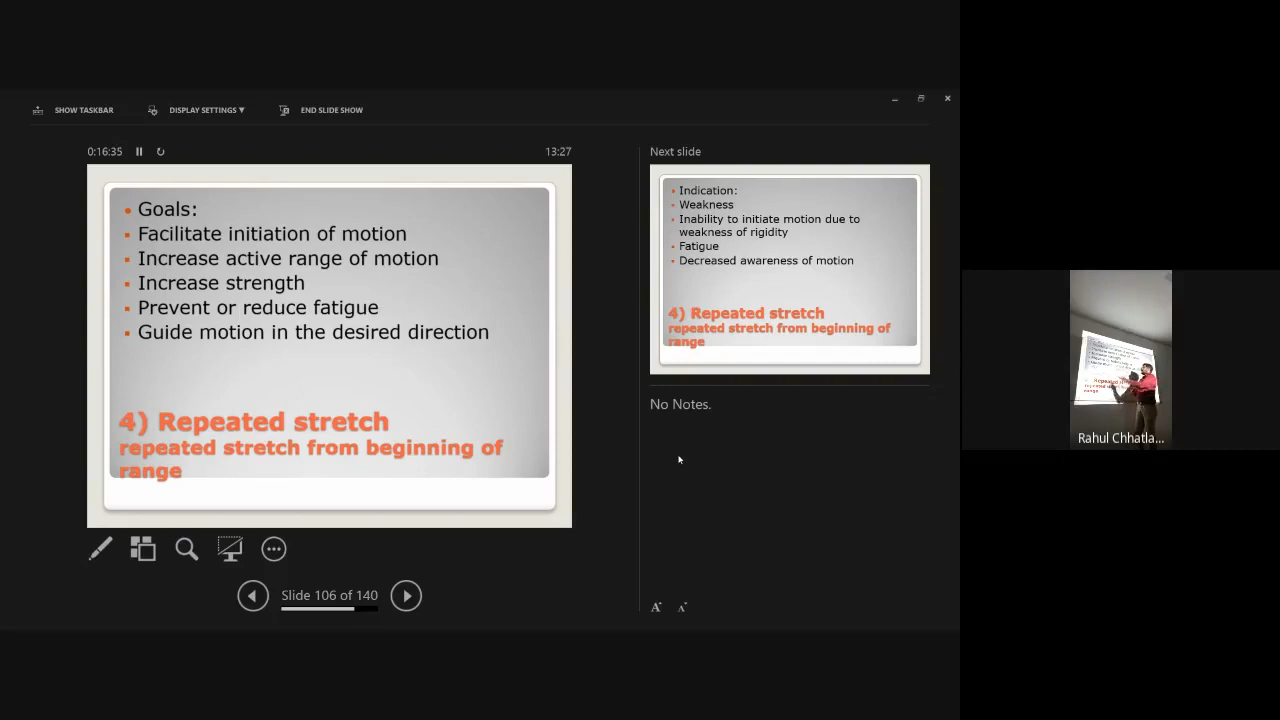 SHOW TASKBAR
DISPLAY SETTINGS ▼
END SLIDE SHOW
0:16:35
13:27
Goals:
Facilitate initiation of motion
Increase active range of motion
Increase strength
Prevent or reduce fatigue
Guide motion in the desired direction
4) Repeated stretch
repeated stretch from beginning of
range
Slide 106 of 140
Next slide
Indication:
Weakness
Inability to initiate motion due to
weakness of rigidity
Fatigue
Decreased awareness of motion
4) Repeated stretch
repeated stretch from beginning of
range
No Notes.
A
A
Rahul Chhatla...